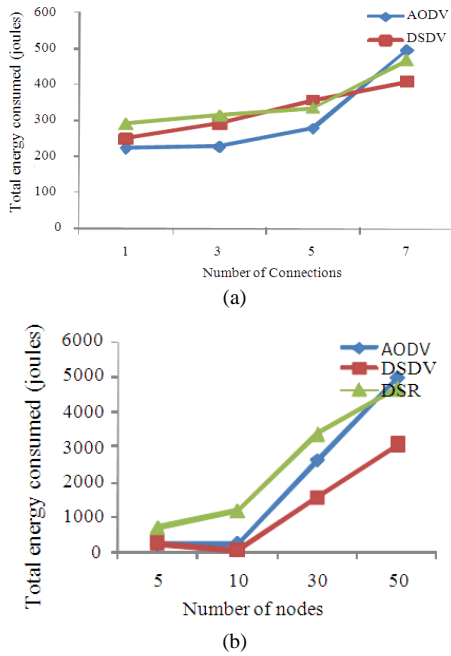 Total energy consumed (joules)
600
500
400
300
200
100
0
AODV
DSDV
1 3 5 7
Number of Connections
(a)
Total energy consumed (joules)
6000
5000
4000
3000
2000
1000
0
AODV
DSDV
DSR
5 10 30 50
Number of nodes
(b)